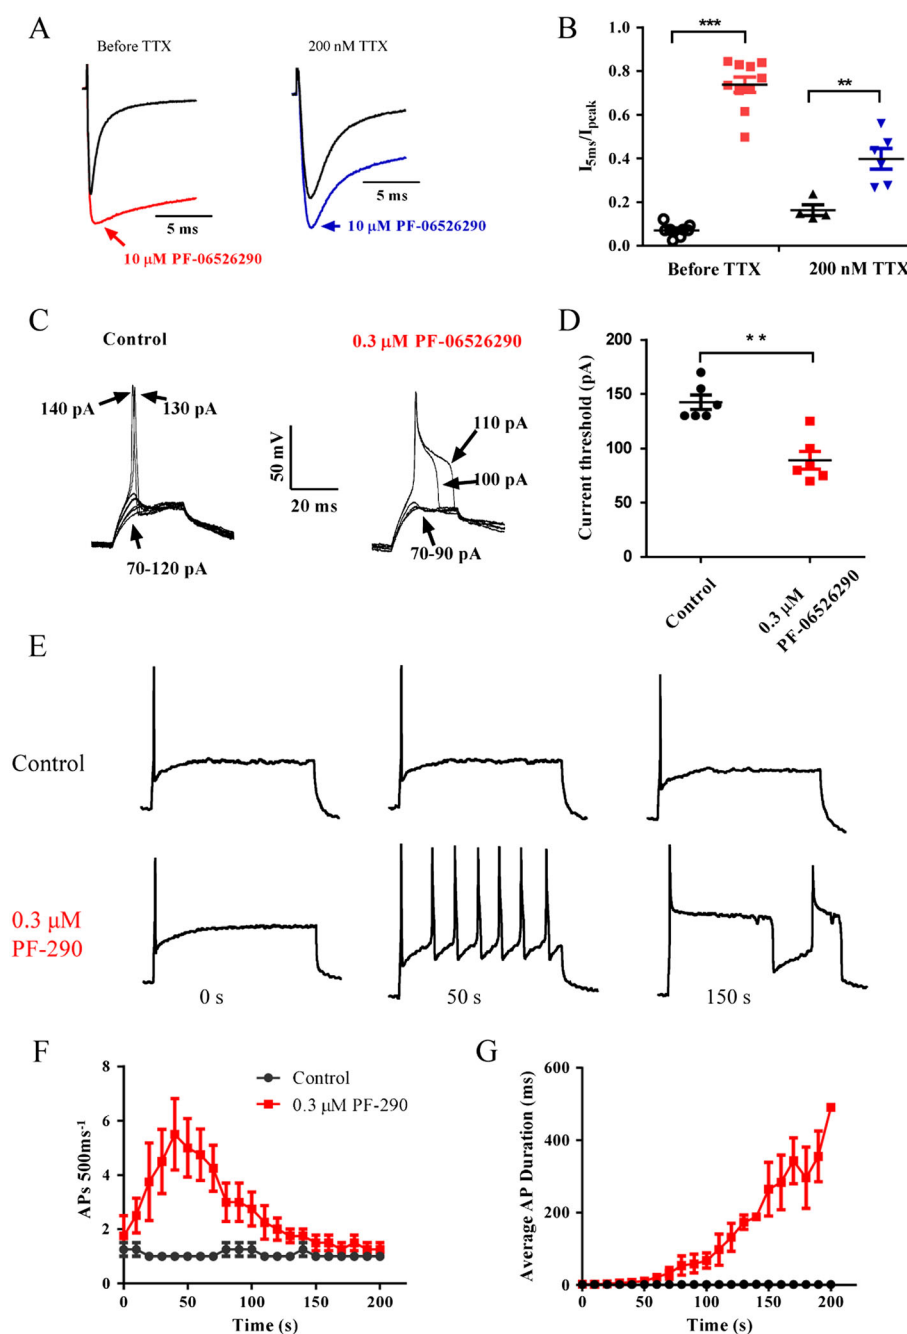 A
Before TTX
200 nM TTX
5 ms
10 μM PF-06526290
5 ms
10 μM PF-06526290
B
***
**
I5ms/Ipeak
1.0
0.8
0.6
0.4
0.2
0.0
Before TTX
200 nM TTX
C
Control
0.3 μM PF-06526290
140 pA
130 pA
70-120 pA
50 mV
20 ms
110 pA
100 pA
70-90 pA
D
* *
Current threshold (pA)
200
150
100
50
0
Control
0.3 μM
PF-06526290
E
Control
0.3 μM
PF-290
0 s
50 s
150 s
F
Control
0.3 μM PF-290
APs 500ms-1
8
6
4
2
0
0
50
100
150
200
Time (s)
G
Average AP Duration (ms)
600
400
200
0
0
50
100
150
200
Time (s)